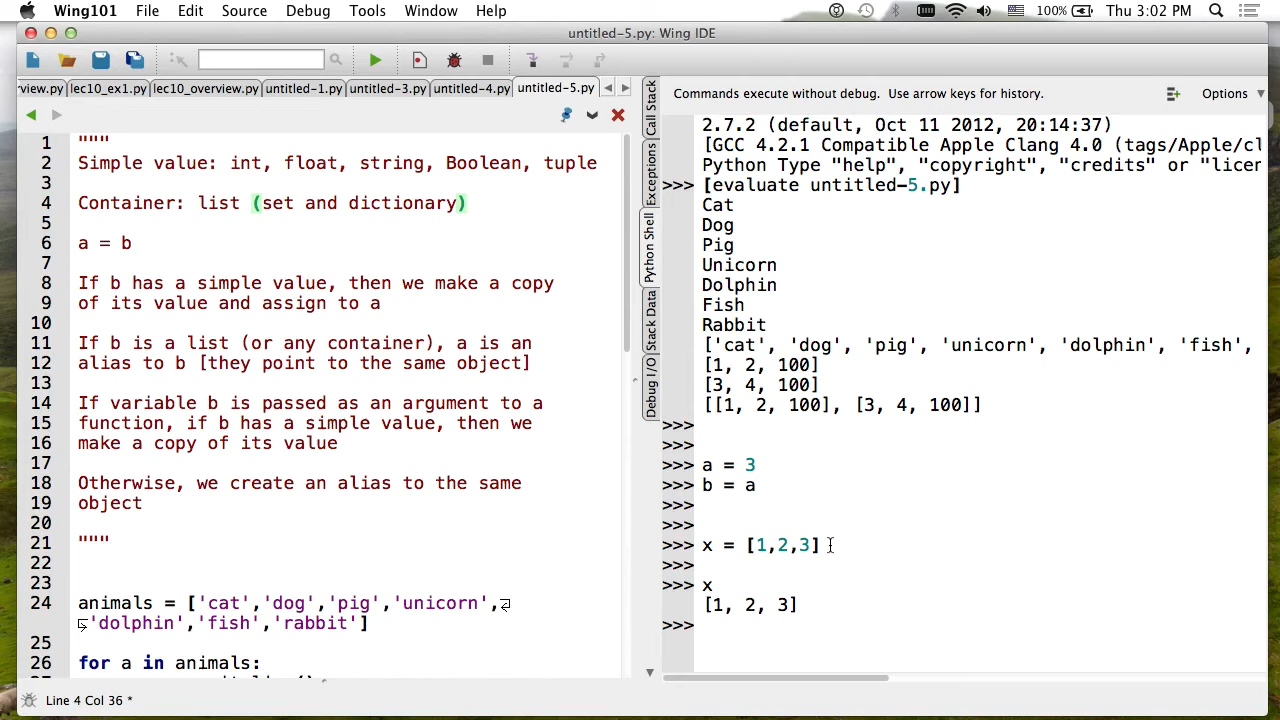 Wing101 File Edit Source Debug Tools Window Help 100% Thu 3:02 PM
untitled-5.py: Wing IDE
rview.py lec10_ex1.py lec10_overview.py untitled-1.py untitled-3.py untitled-4.py untitled-5.py
1 """
2 Simple value: int, float, string, Boolean, tuple
3
4 Container: list (set and dictionary)
5
6 a = b
7
8 If b has a simple value, then we make a copy
9 of its value and assign to a
10
11 If b is a list (or any container), a is an
12 alias to b [they point to the same object]
13
14 If variable b is passed as an argument to a
15 function, if b has a simple value, then we
16 make a copy of its value
17
18 Otherwise, we create an alias to the same
19 object
20
21 """
22
23
24 animals = ['cat','dog','pig','unicorn',
'dolphin','fish','rabbit']
25
26 for a in animals:
Line 4 Col 36 *
Call Stack
Exceptions
Python Shell
Stack Data
Debug I/O
Commands execute without debug. Use arrow keys for history. Options
2.7.2 (default, Oct 11 2012, 20:14:37)
[GCC 4.2.1 Compatible Apple Clang 4.0 (tags/Apple/cl
Python Type "help", "copyright", "credits" or "licen
>>> [evaluate untitled-5.py]
Cat
Dog
Pig
Unicorn
Dolphin
Fish
Rabbit
['cat', 'dog', 'pig', 'unicorn', 'dolphin', 'fish',
[1, 2, 100]
[3, 4, 100]
[[1, 2, 100], [3, 4, 100]]
>>>
>>>
>>> a = 3
>>> b = a
>>>
>>>
>>> x = [1,2,3]
>>>
>>> x
[1, 2, 3]
>>>